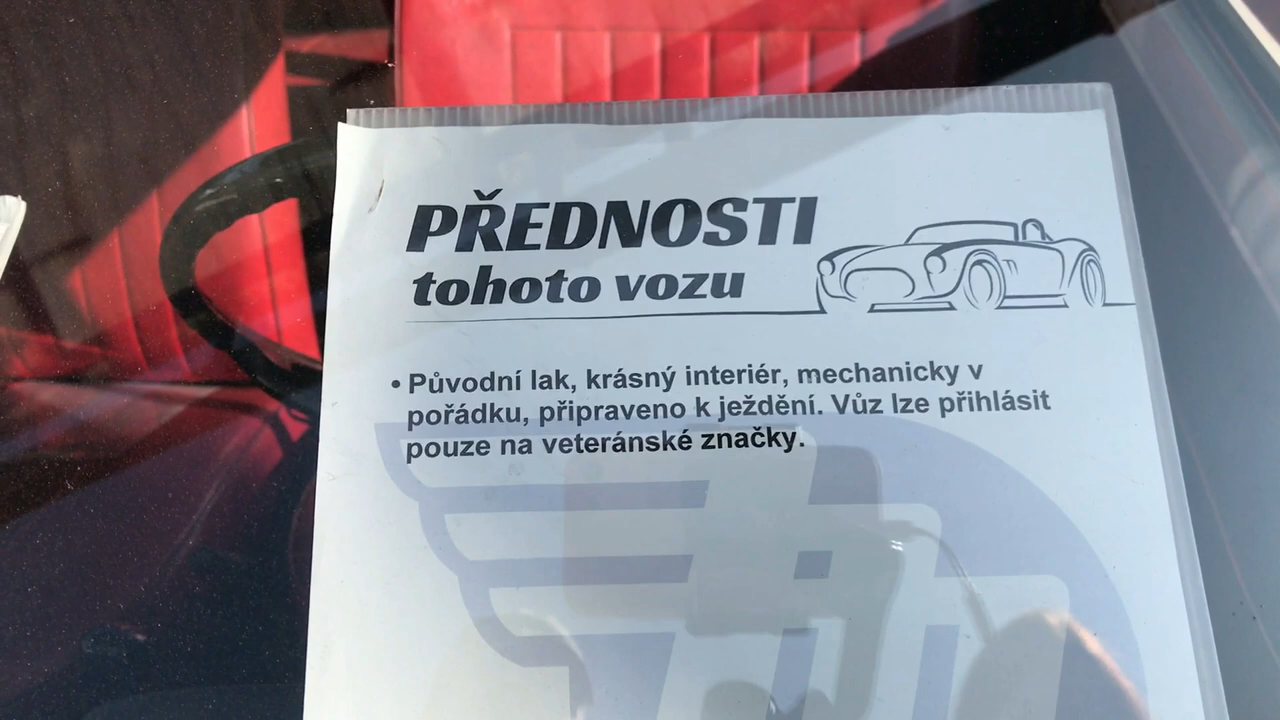 PŘEDNOSTI
tohoto vozu
• Původní lak, krásný interiér, mechanicky v
pořádku, připraveno k ježdění. Vůz lze přihlásit
pouze na veteránské značky.